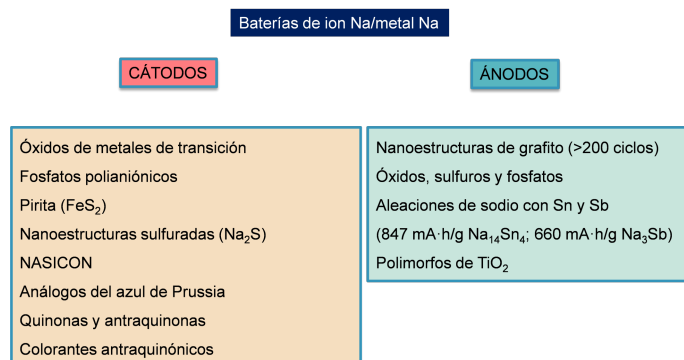 Baterías de ion Na/metal Na
CÁTODOS
ÁNODOS
Óxidos de metales de transición
Fosfatos polianiónicos
Pirita (FeS₂)
Nanoestructuras sulfuradas (Na₂S)
NASICON
Análogos del azul de Prussia
Quinonas y antraquinonas
Colorantes antraquinónicos
Nanoestructuras de grafito (>200 ciclos)
Óxidos, sulfuros y fosfatos
Aleaciones de sodio con Sn y Sb
(847 mA·h/g Na₁₄Sn₄; 660 mA·h/g Na₃Sb)
Polimorfos de TiO₂